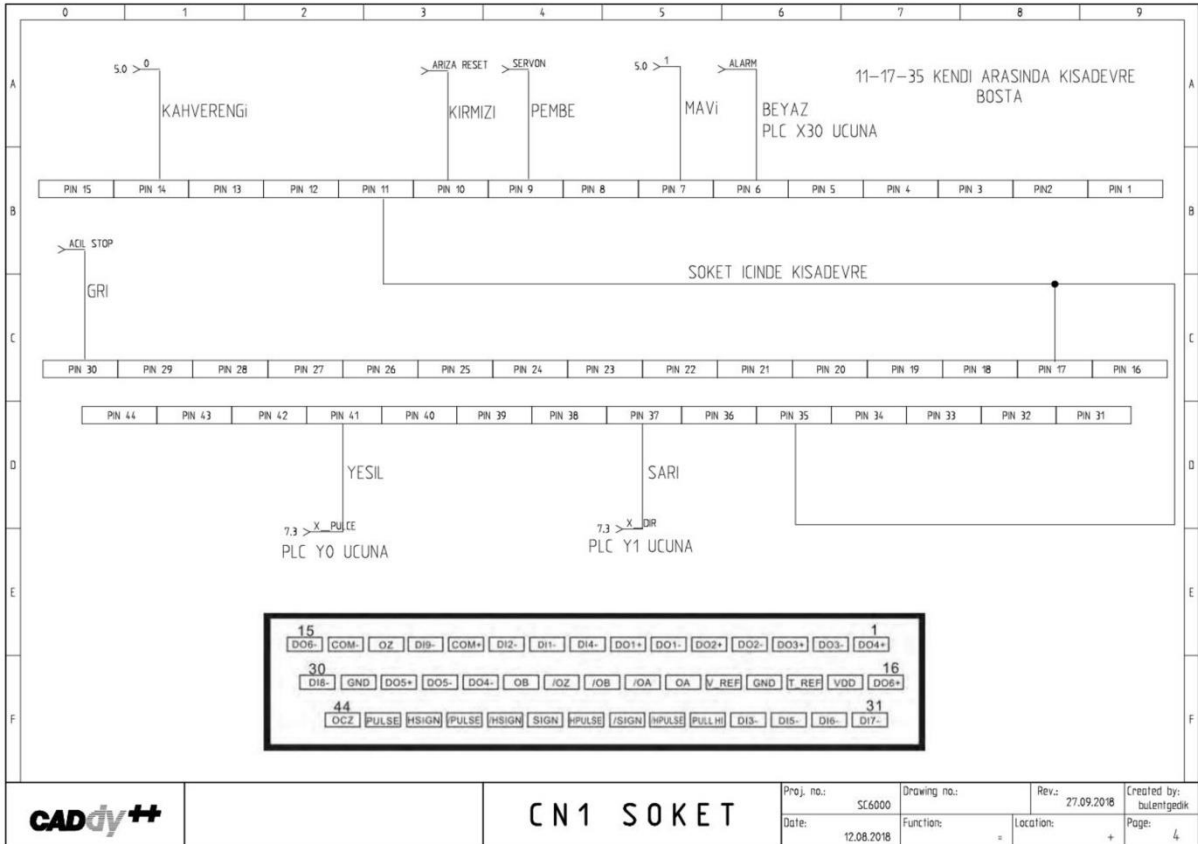 0 1 2 3 4 5 6 7 8 9
5.0 0
ARIZA RESET
SERVON
5.0 1
ALARM
11-17-35 KENDI ARASINDA KISADEVRE
BOSTA
KAHVERENGi
KIRMIZI
PEMBE
MAVi
BEYAZ
PLC X30 UCUNA
A A
PIN 15 PIN 14 PIN 13 PIN 12 PIN 11 PIN 10 PIN 9 PIN 8 PIN 7 PIN 6 PIN 5 PIN 4 PIN 3 PIN2 PIN 1
B B
ACIL STOP
GRI
SOKET ICINDE KISADEVRE
C C
PIN 30 PIN 29 PIN 28 PIN 27 PIN 26 PIN 25 PIN 24 PIN 23 PIN 22 PIN 21 PIN 20 PIN 19 PIN 18 PIN 17 PIN 16
PIN 44 PIN 43 PIN 42 PIN 41 PIN 40 PIN 39 PIN 38 PIN 37 PIN 36 PIN 35 PIN 34 PIN 33 PIN 32 PIN 31
D D
YESIL
SARI
7.3 X_PULCE
7.3 X_DIR
PLC Y0 UCUNA
PLC Y1 UCUNA
E E
15 1
DO6- COM- OZ DI9- COM+ DI2- DI1- DI4- DO1+ DO1- DO2+ DO2- DO3+ DO3- DO4+
30 16
DI8- GND DO5+ DO5- DO4- OB /OZ /OB /OA OA V_REF GND T_REF VDD DO6+
44 31
OCZ PULSE HSIGN /PULSE /HSIGN SIGN HPULSE /SIGN /HPULSE PULL HI DI3- DI5- DI6- DI7-
F F
CADdy++
CN1 SOKET
Proj. no.: SC6000
Drawing no.:
Rev.: 27.09.2018
Created by: bulentgedik
Date: 12.08.2018
Function: =
Location: +
Page: 4